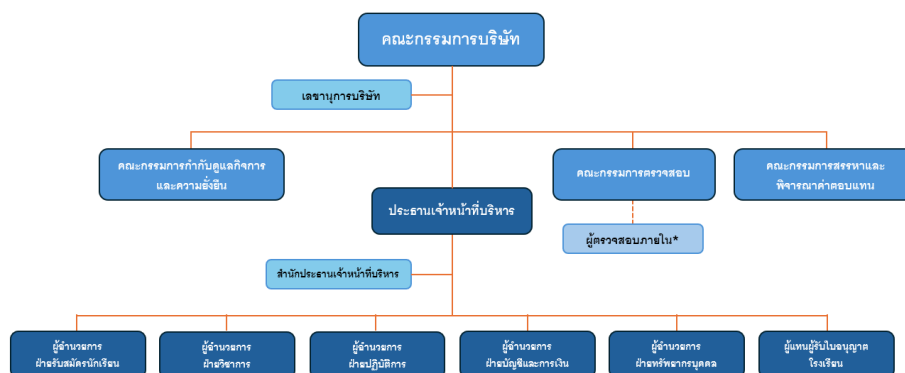 คณะกรรมการบริษัท
เลขานุการบริษัท
คณะกรรมการกำกับดูแลกิจการ
และความยั่งยืน
คณะกรรมการตรวจสอบ
คณะกรรมการสรรหาและ
พิจารณาค่าตอบแทน
ประธานเจ้าหน้าที่บริหาร
ผู้ตรวจสอบภายใน*
สำนักประธานเจ้าหน้าที่บริหาร
ผู้อำนวยการ
ฝ่ายรับสมัครนักเรียน
ผู้อำนวยการ
ฝ่ายวิชาการ
ผู้อำนวยการ
ฝ่ายปฏิบัติการ
ผู้อำนวยการ
ฝ่ายบัญชีและการเงิน
ผู้อำนวยการ
ฝ่ายทรัพยากรบุคคล
ผู้แทนผู้รับใบอนุญาต
โรงเรียน